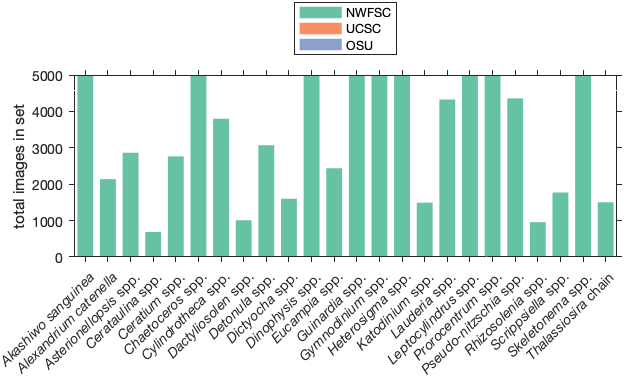 NWFSC
UCSC
OSU
total images in set
5000
4000
3000
2000
1000
0
Akashiwo sanguinea
Alexandrium catenella
Asterionellopsis spp.
Cerataulina spp.
Ceratium spp.
Chaetoceros spp.
Cylindrotheca spp.
Dactyliosolen spp.
Detonula spp.
Dictyocha spp.
Dinophysis spp.
Eucampia spp.
Guinardia spp.
Gymnodinium spp.
Heterosigma spp.
Katodinium spp.
Lauderia spp.
Leptocylindrus spp.
Prorocentrum spp.
Pseudo-nitzschia spp.
Rhizosolenia spp.
Scrippsiella spp.
Skeletonema spp.
Thalassiosira chain